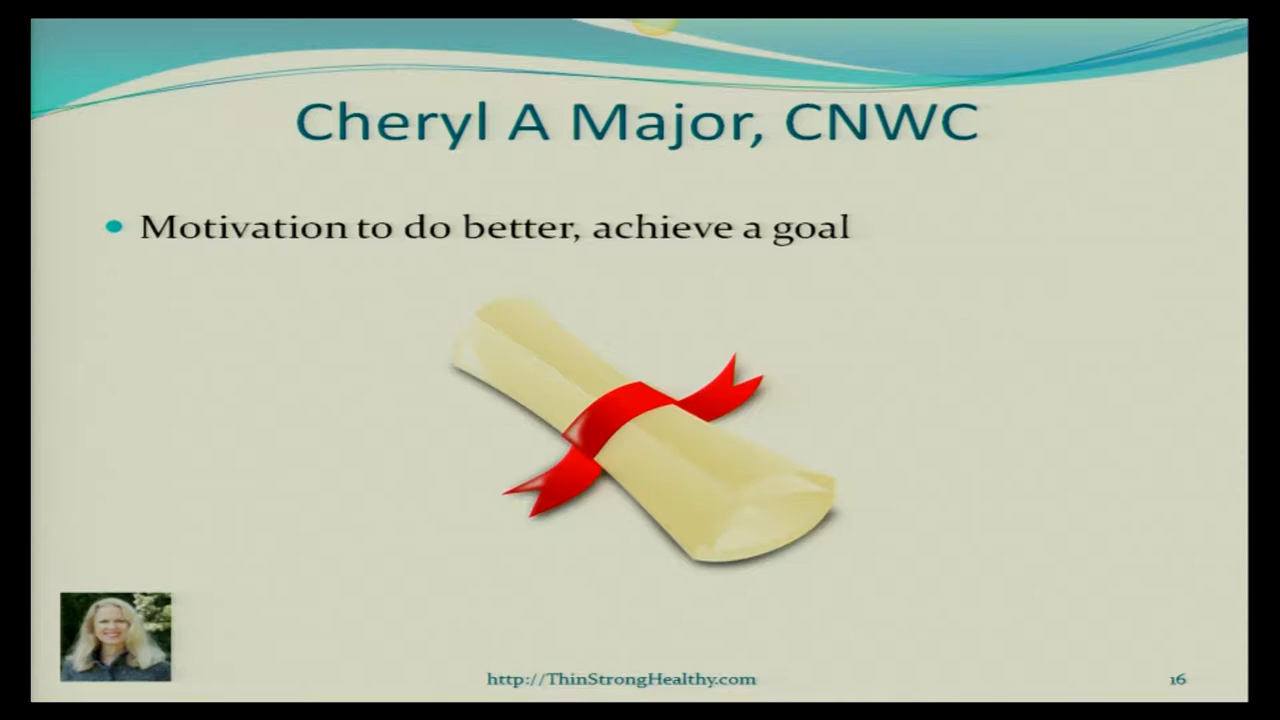 Cheryl A Major, CNWC
Motivation to do better, achieve a goal
http://ThinStrongHealthy.com
16